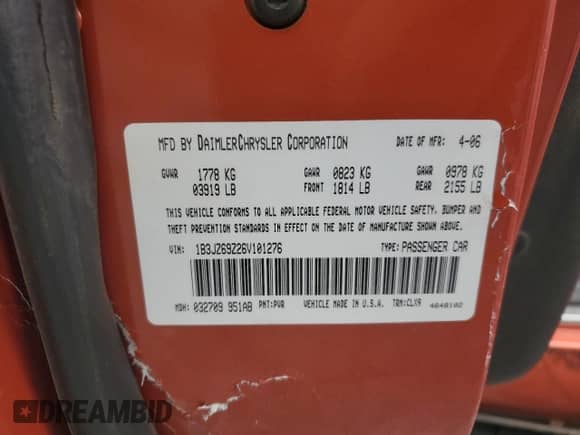 MFD BY DAIMLERCHRYSLER CORPORATION DATE OF MFR: 4-06
GVWR 1778 KG GAWR 0823 KG GAWR 0978 KG
03919 LB FRONT 1814 LB REAR 2155 LB
THIS VEHICLE CONFORMS TO ALL APPLICABLE FEDERAL MOTOR VEHICLE SAFETY, BUMPER AND
THEFT PREVENTION STANDARDS IN EFFECT ON THE DATE OF MANUFACTURE SHOWN ABOVE.
VIN: 1B3JZ69Z26V101276 TYPE: PASSENGER CAR
MDH: 032709 951AB PNT:PVR VEHICLE MADE IN U.S.A. TRM:CLX9 4648102
DREAMBID